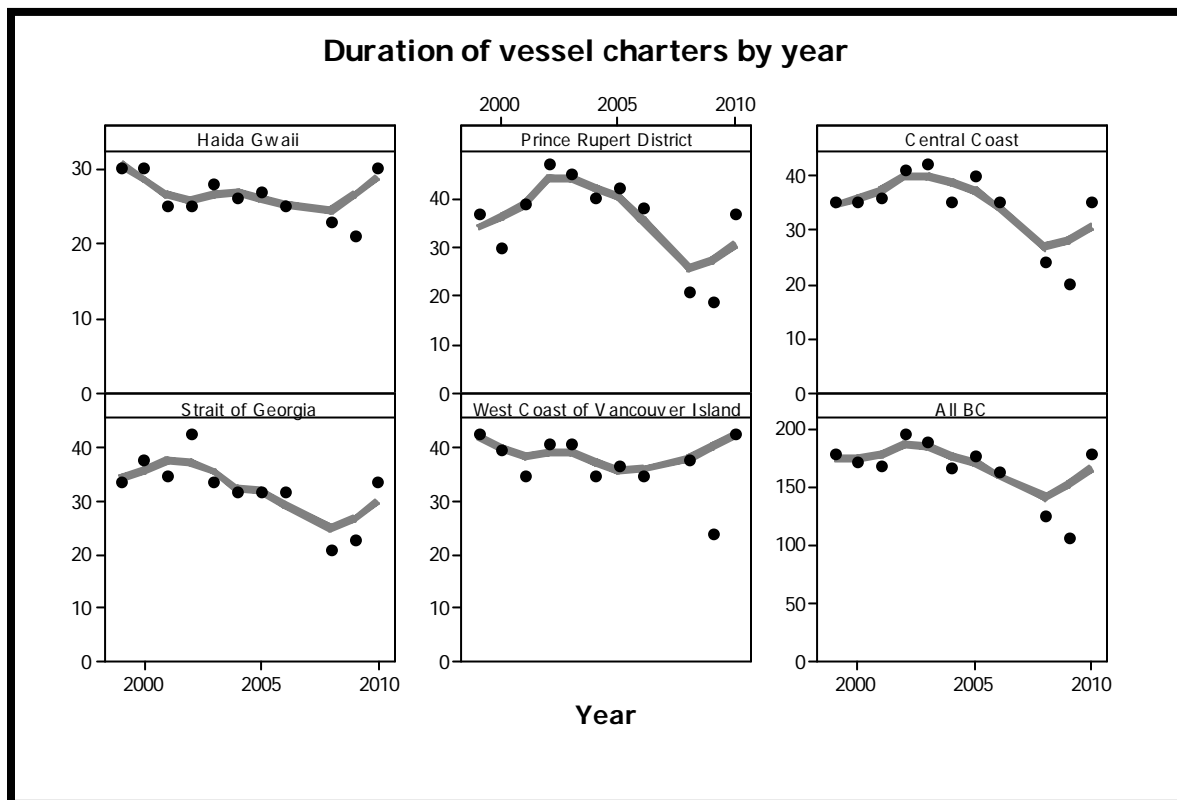 Duration of vessel charters by year
2000 2005 2010
Haida Gwaii Prince Rupert District Central Coast
30 40 40
20 30 30
10 20 20
0 10 10
0 0
Strait of Georgia West Coast of Vancouver Island All BC
40 40 200
30 30 150
20 20 100
10 10 50
0 0 0
2000 2005 2010 2000 2005 2010
Year